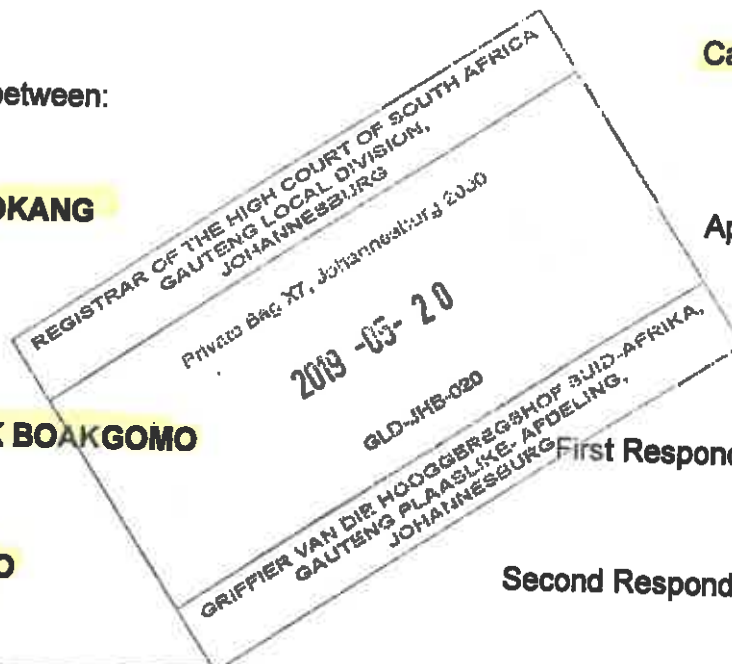 Ca
between:
OKANG
Ap
REGISTRAR OF THE HIGH COURT OF SOUTH AFRICA
GAUTENG LOCAL DIVISION,
JOHANNESBURG
Private Bag X7, Johannesburg 2000
2019 -05- 20
GLD-JHB-020
GRIFFIER VAN DIE HOOGGEREGSHOF SUID-AFRIKA,
GAUTENG PLAASLIKE- AFDELING,
JOHANNESBURG
K BOAKGOMO
First Respond
O
Second Respond